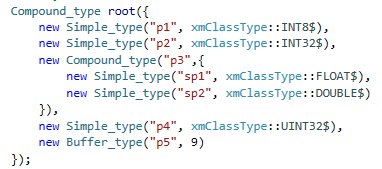 Compound_type root({
    new Simple_type("p1", xmClassType::INT8$),
    new Simple_type("p2", xmClassType::INT32$),
    new Compound_type("p3",{
        new Simple_type("sp1", xmClassType::FLOAT$),
        new Simple_type("sp2", xmClassType::DOUBLE$)
    }),
    new Simple_type("p4", xmClassType::UINT32$),
    new Buffer_type("p5", 9)
});